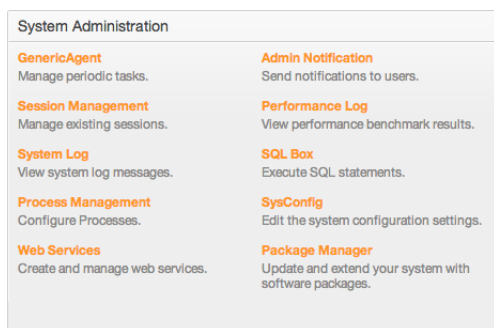 System Administration
GenericAgent
Manage periodic tasks.
Admin Notification
Send notifications to users.
Session Management
Manage existing sessions.
Performance Log
View performance benchmark results.
System Log
View system log messages.
SQL Box
Execute SQL statements.
Process Management
Configure Processes.
SysConfig
Edit the system configuration settings.
Web Services
Create and manage web services.
Package Manager
Update and extend your system with
software packages.